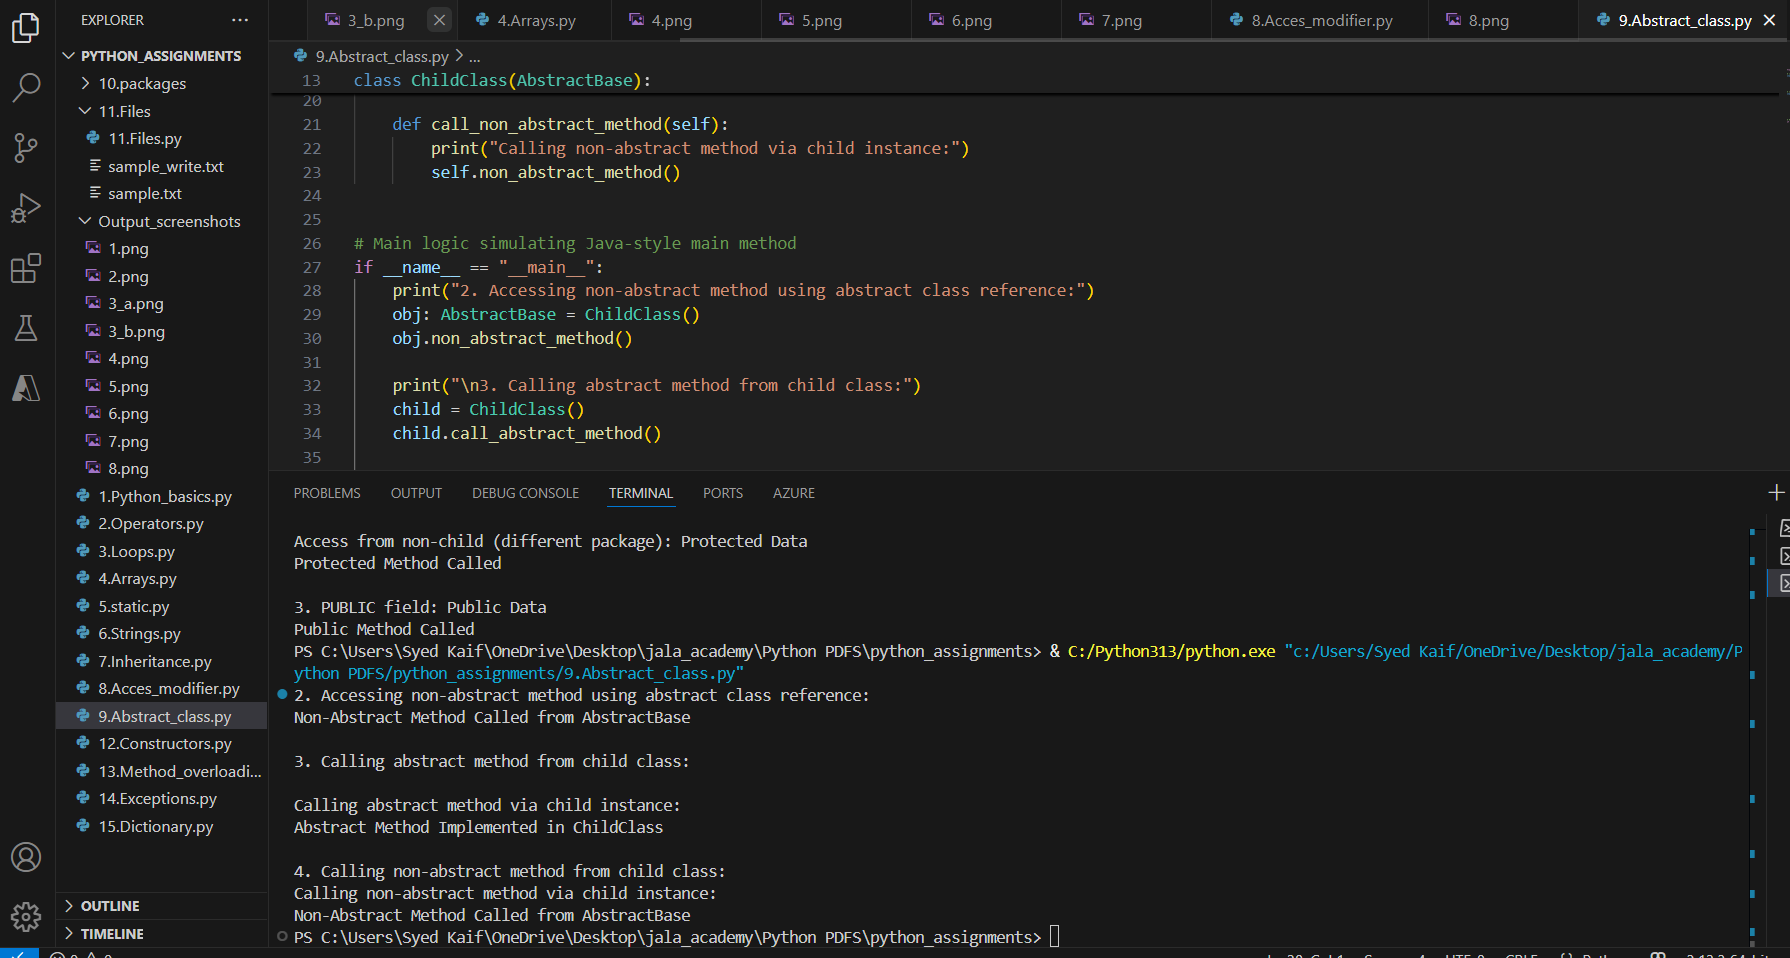 EXPLORER
PYTHON_ASSIGNMENTS
10.packages
11.Files
11.Files.py
sample_write.txt
sample.txt
Output_screenshots
1.png
2.png
3_a.png
3_b.png
4.png
5.png
6.png
7.png
8.png
1.Python_basics.py
2.Operators.py
3.Loops.py
4.Arrays.py
5.static.py
6.Strings.py
7.Inheritance.py
8.Acces_modifier.py
9.Abstract_class.py
12.Constructors.py
13.Method_overloadi...
14.Exceptions.py
15.Dictionary.py
OUTLINE
TIMELINE
3_b.png 4.Arrays.py 4.png 5.png 6.png 7.png 8.Acces_modifier.py 8.png 9.Abstract_class.py
9.Abstract_class.py > ...
13 class ChildClass(AbstractBase):
20
21 def call_non_abstract_method(self):
22 print("Calling non-abstract method via child instance:")
23 self.non_abstract_method()
24
25
26 # Main logic simulating Java-style main method
27 if __name__ == "__main__":
28 print("2. Accessing non-abstract method using abstract class reference:")
29 obj: AbstractBase = ChildClass()
30 obj.non_abstract_method()
31
32 print("\n3. Calling abstract method from child class:")
33 child = ChildClass()
34 child.call_abstract_method()
35
PROBLEMS OUTPUT DEBUG CONSOLE TERMINAL PORTS AZURE
Access from non-child (different package): Protected Data
Protected Method Called
3. PUBLIC field: Public Data
Public Method Called
PS C:\Users\Syed Kaif\OneDrive\Desktop\jala_academy\Python PDFS\python_assignments> & C:/Python313/python.exe "c:/Users/Syed Kaif/OneDrive/Desktop/jala_academy/P
ython PDFS/python_assignments/9.Abstract_class.py"
2. Accessing non-abstract method using abstract class reference:
Non-Abstract Method Called from AbstractBase
3. Calling abstract method from child class:
Calling abstract method via child instance:
Abstract Method Implemented in ChildClass
4. Calling non-abstract method from child class:
Calling non-abstract method via child instance:
Non-Abstract Method Called from AbstractBase
PS C:\Users\Syed Kaif\OneDrive\Desktop\jala_academy\Python PDFS\python_assignments>